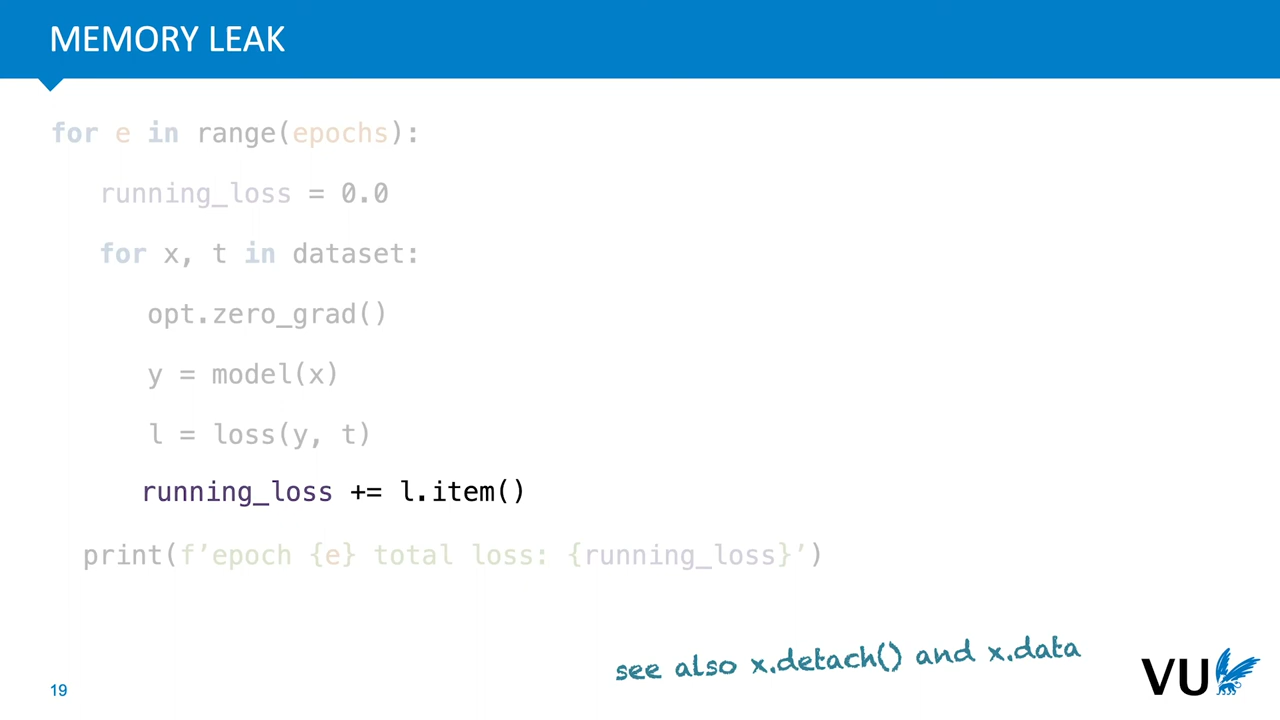 MEMORY LEAK
for e in range(epochs):
running_loss = 0.0
for x, t in dataset:
opt.zero_grad()
y = model(x)
l = loss(y, t)
running_loss += l.item()
print(f’epoch {e} total loss: {running_loss}’)
see also x.detach() and x.data
19
VU